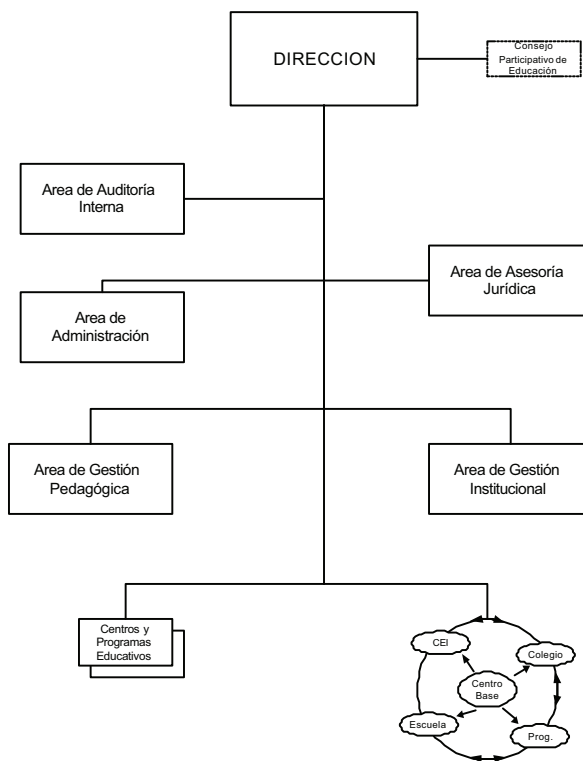 DIRECCION
Consejo
Participativo de
Educación
Area de Auditoría
Interna
Area de Asesoría
Jurídica
Area de
Administración
Area de Gestión
Pedagógica
Area de Gestión
Institucional
Centros y
Programas
Educativos
CEI
Colegio
Centro
Base
Escuela
Prog.